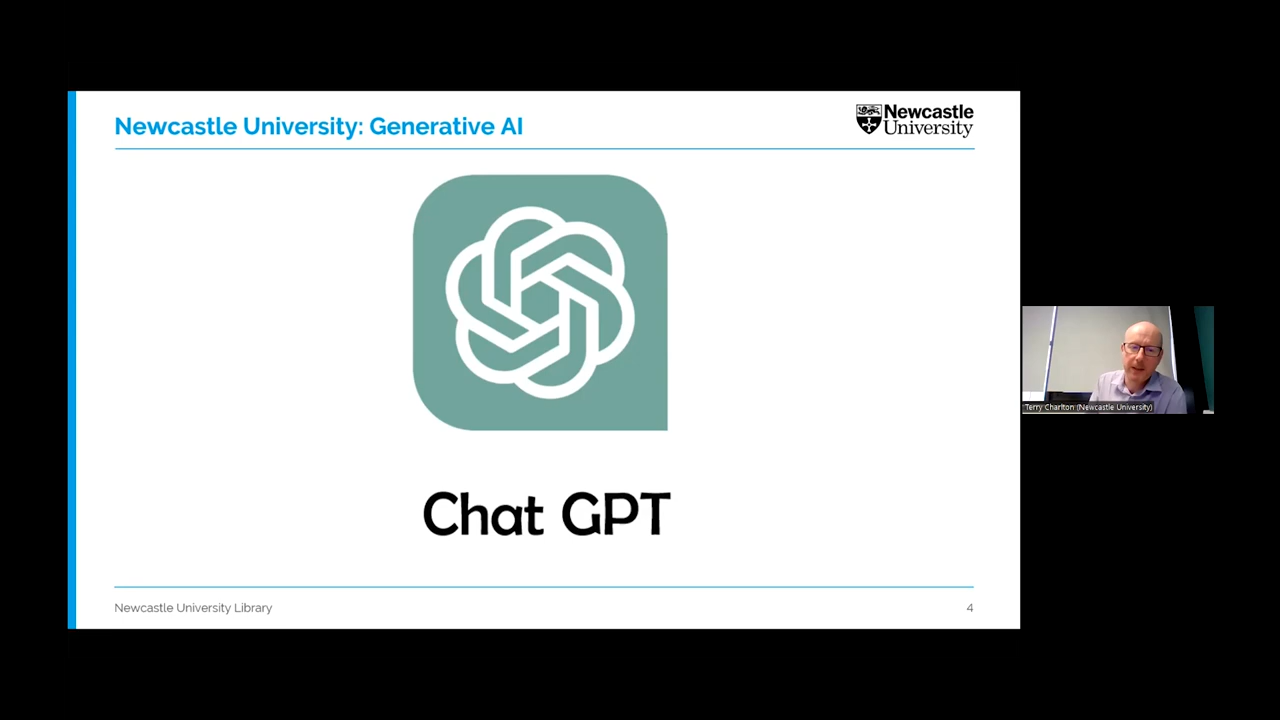 Newcastle University: Generative AI
Newcastle
University
Chat GPT
Newcastle University Library
4
Terry Charlton (Newcastle University)